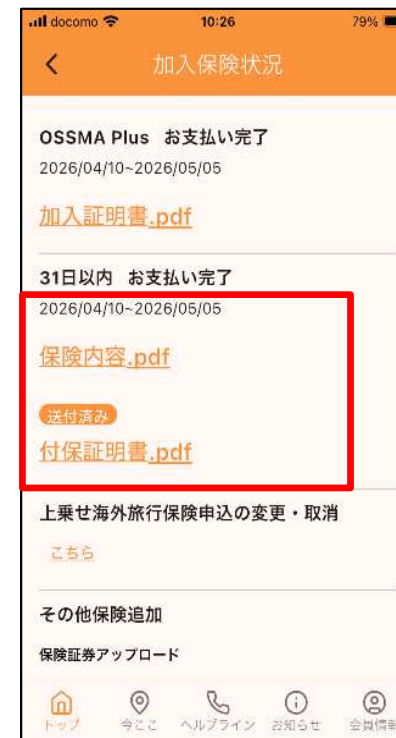 docomo 10:26 79%
加入保険状況
OSSMA Plus お支払い完了
2026/04/10~2026/05/05
加入証明書.pdf
31日以内 お支払い完了
2026/04/10~2026/05/05
保険内容.pdf
送付済み
付保証明書.pdf
上乗せ海外旅行保険申込の変更・取消
こちら
その他保険追加
保険証券アップロード
トップ 今ここ ヘルプライン お知らせ 会員情報